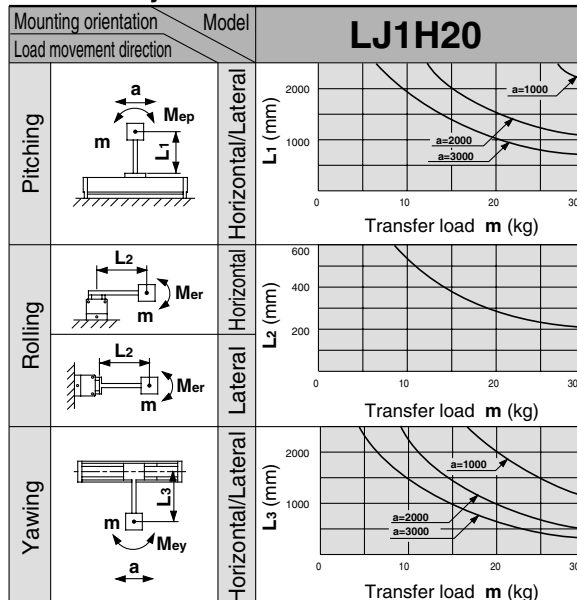 Mounting orientation
Model
Load movement direction
LJ1H20
Pitching
a
Mep
m
L1
Horizontal/Lateral
L1 (mm)
2000
1000
a=1000
a=2000
a=3000
0
10
20
30
Transfer load m (kg)
Rolling
L2
Mer
m
Horizontal
L2
Mer
m
Lateral
L2 (mm)
600
400
200
0
10
20
30
Transfer load m (kg)
Yawing
L3
m
Mey
a
Horizontal/Lateral
L3 (mm)
2000
1000
a=1000
a=2000
a=3000
0
10
20
30
Transfer load m (kg)